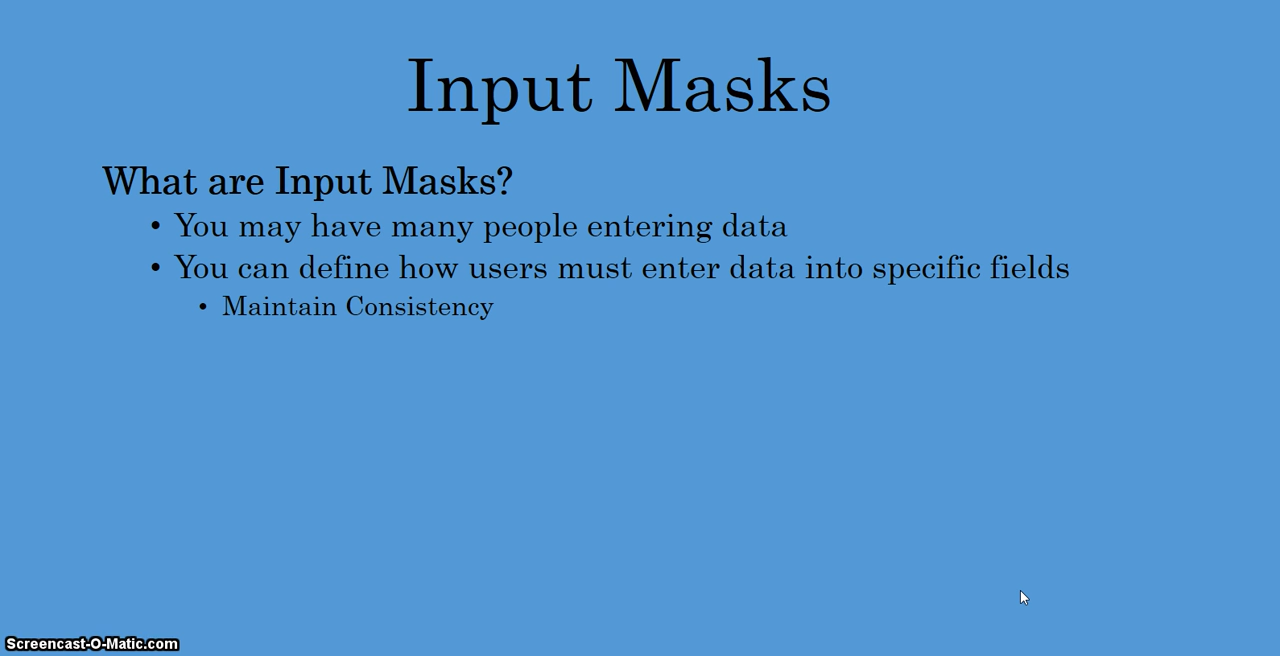 Input Masks
What are Input Masks?
• You may have many people entering data
• You can define how users must enter data into specific fields
• Maintain Consistency
Screencast-O-Matic.com